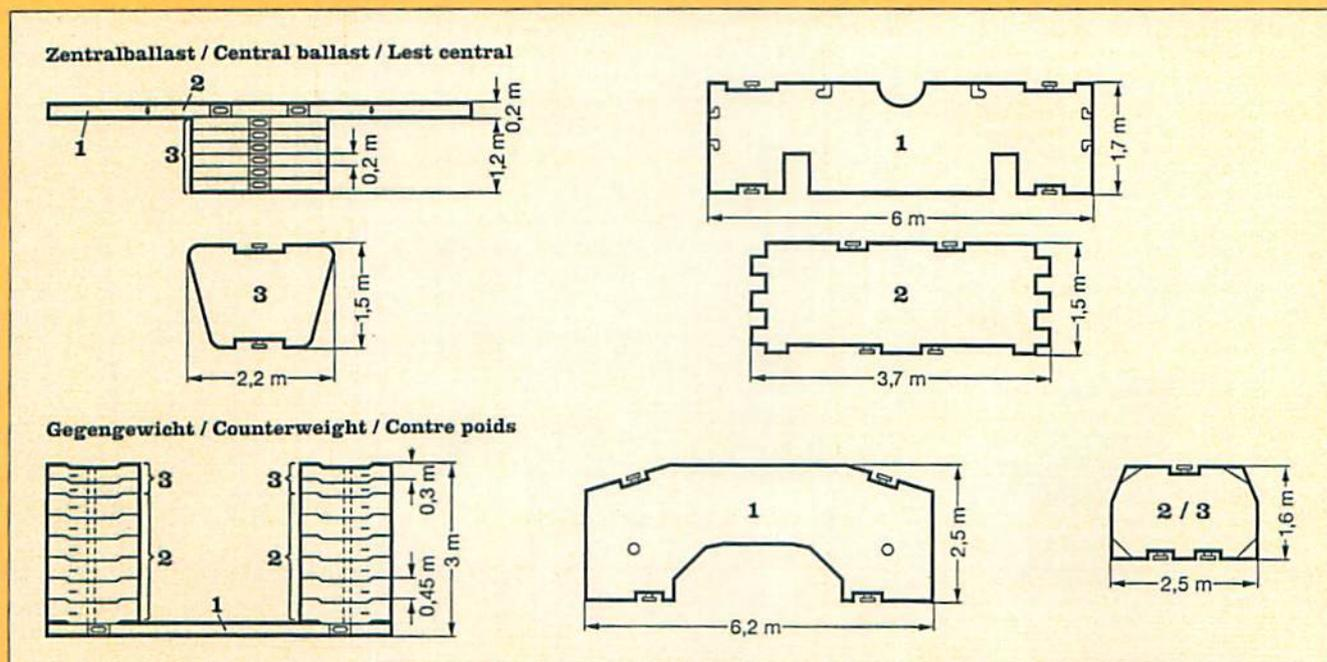 Zentralballast / Central ballast / Lest central
2
1
3
0,2 m
0,2 m
1,2 m
1
1,7 m
6 m
3
1,5 m
2,2 m
2
1,5 m
3,7 m
Gegengewicht / Counterweight / Contre poids
3
3
2
2
1
0,3 m
0,45 m
3 m
1
2,5 m
6,2 m
2 / 3
1,6 m
2,5 m